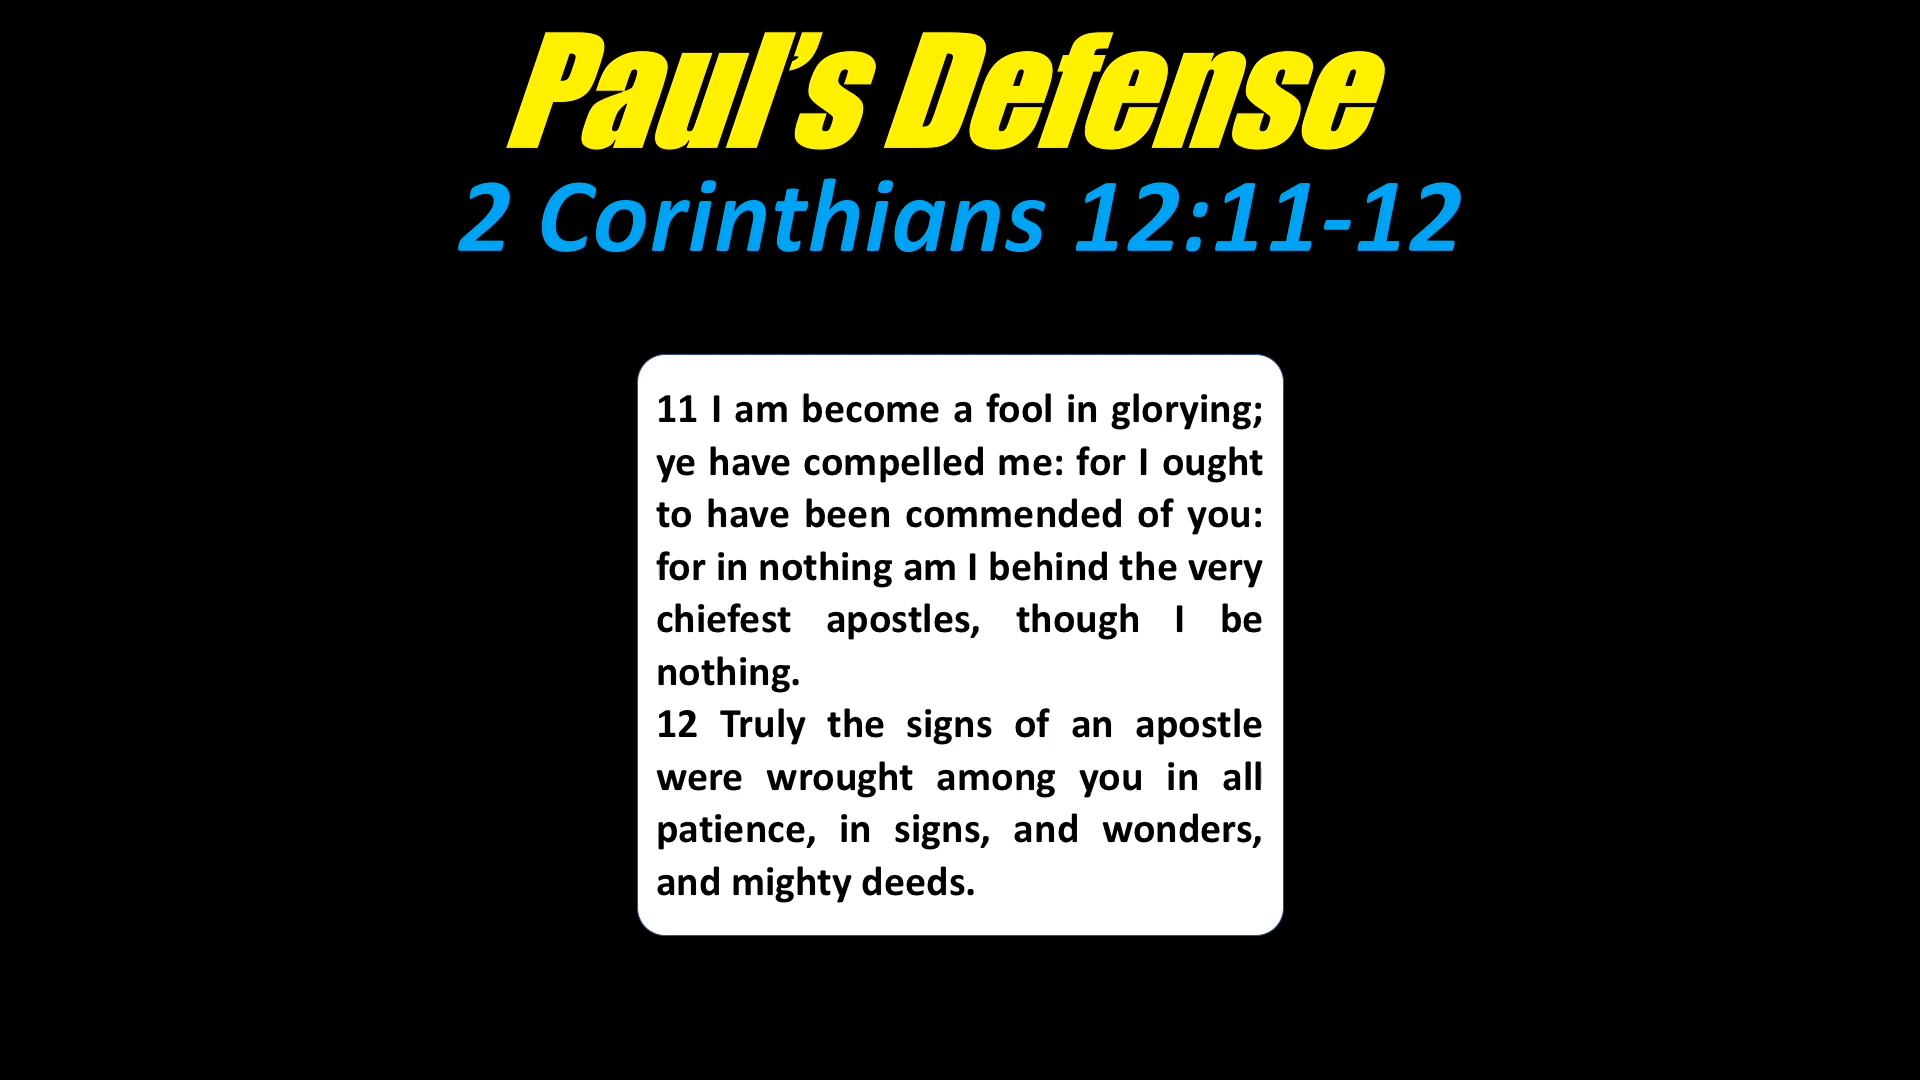 Paul’s Defense
2 Corinthians 12:11-12
11 I am become a fool in glorying;
ye have compelled me: for I ought
to have been commended of you:
for in nothing am I behind the very
chiefest apostles, though I be
nothing.
12 Truly the signs of an apostle
were wrought among you in all
patience, in signs, and wonders,
and mighty deeds.